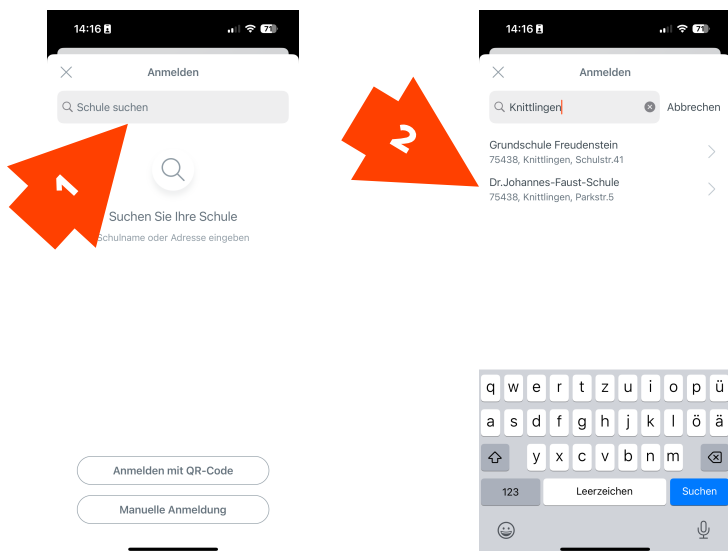 14:16
71
Anmelden
Schule suchen
1
Suchen Sie Ihre Schule
Schulname oder Adresse eingeben
Anmelden mit QR-Code
Manuelle Anmeldung
14:16
71
Anmelden
Knittlingen
Abbrechen
2
Grundschule Freudenstein
75438, Knittlingen, Schulstr.41
Dr.Johannes-Faust-Schule
75438, Knittlingen, Parkstr.5
q w e r t z u i o p ü
a s d f g h j k l ö ä
y x c v b n m
123 Leerzeichen Suchen